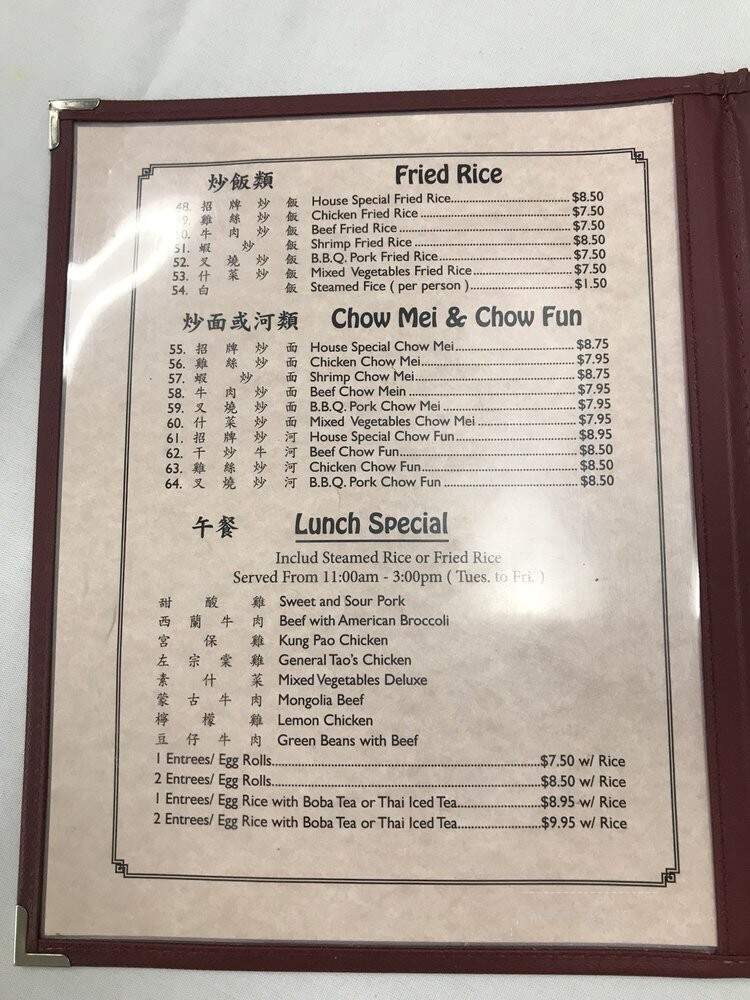 炒飯類 Fried Rice
48. 招牌炒飯 House Special Fried Rice $8.50
9. 雞絲炒飯 Chicken Fried Rice $7.50
0. 牛肉炒飯 Beef Fried Rice $7.50
51. 蝦炒飯 Shrimp Fried Rice $8.50
52. 叉燒炒飯 B.B.Q. Pork Fried Rice $7.50
53. 什菜炒飯 Mixed Vegetables Fried Rice $7.50
54. 白飯 Steamed Fice ( per person ) $1.50
炒面或河類 Chow Mei & Chow Fun
55. 招牌炒面 House Special Chow Mei $8.75
56. 雞絲炒面 Chicken Chow Mei $7.95
57. 蝦炒面 Shrimp Chow Mei $8.75
58. 牛肉炒面 Beef Chow Mein $7.95
59. 叉燒炒面 B.B.Q. Pork Chow Mei $7.95
60. 什菜炒面 Mixed Vegetables Chow Mei $7.95
61. 招牌炒河 House Special Chow Fun $8.95
62. 干炒牛河 Beef Chow Fun $8.50
63. 雞絲炒河 Chicken Chow Fun $8.50
64. 叉燒炒河 B.B.Q. Pork Chow Fun $8.50
午餐 Lunch Special
Includ Steamed Rice or Fried Rice
Served From 11:00am - 3:00pm ( Tues. to Fri. )
甜酸雞 Sweet and Sour Pork
西蘭牛肉 Beef with American Broccoli
宮保雞 Kung Pao Chicken
左宗棠雞 General Tao's Chicken
素什菜 Mixed Vegetables Deluxe
蒙古牛肉 Mongolia Beef
檸檬雞 Lemon Chicken
豆仔牛肉 Green Beans with Beef
1 Entrees/ Egg Rolls $7.50 w/ Rice
2 Entrees/ Egg Rolls $8.50 w/ Rice
1 Entrees/ Egg Rice with Boba Tea or Thai Iced Tea $8.95 w/ Rice
2 Entrees/ Egg Rice with Boba Tea or Thai Iced Tea $9.95 w/ Rice